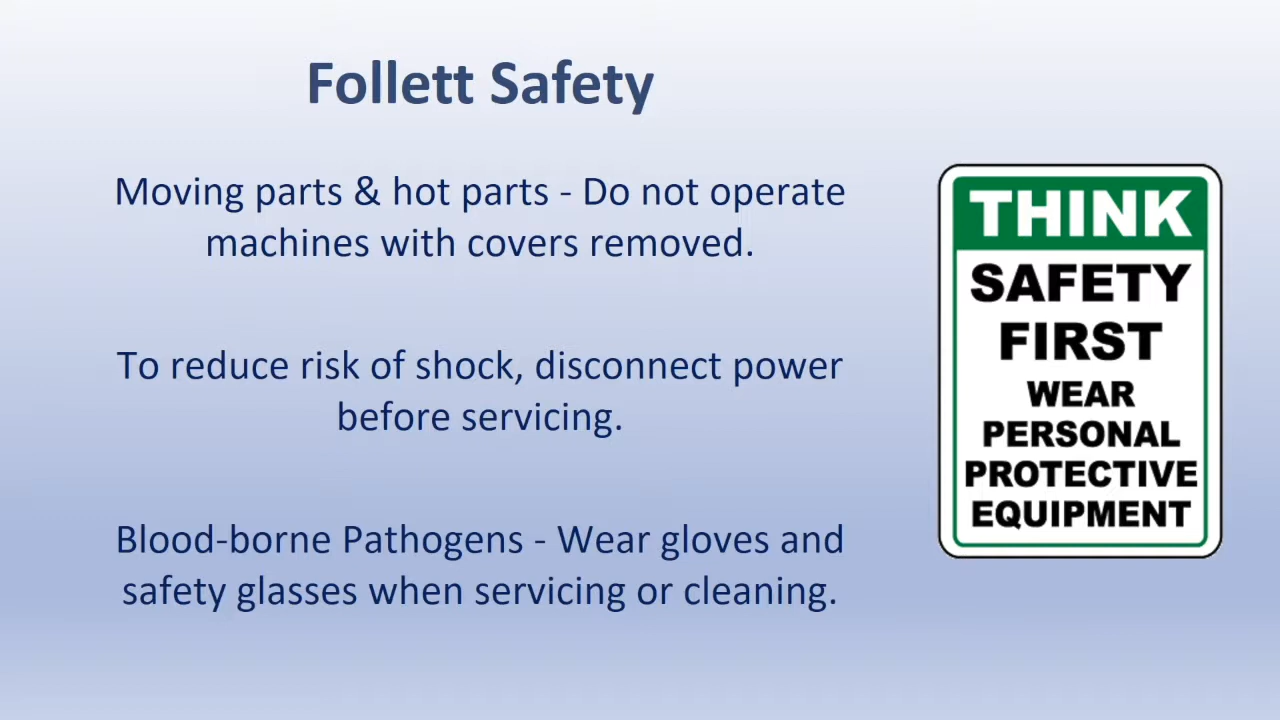 Follett Safety
Moving parts & hot parts - Do not operate
machines with covers removed.
To reduce risk of shock, disconnect power
before servicing.
Blood-borne Pathogens - Wear gloves and
safety glasses when servicing or cleaning.
THINK
SAFETY
FIRST
WEAR
PERSONAL
PROTECTIVE
EQUIPMENT